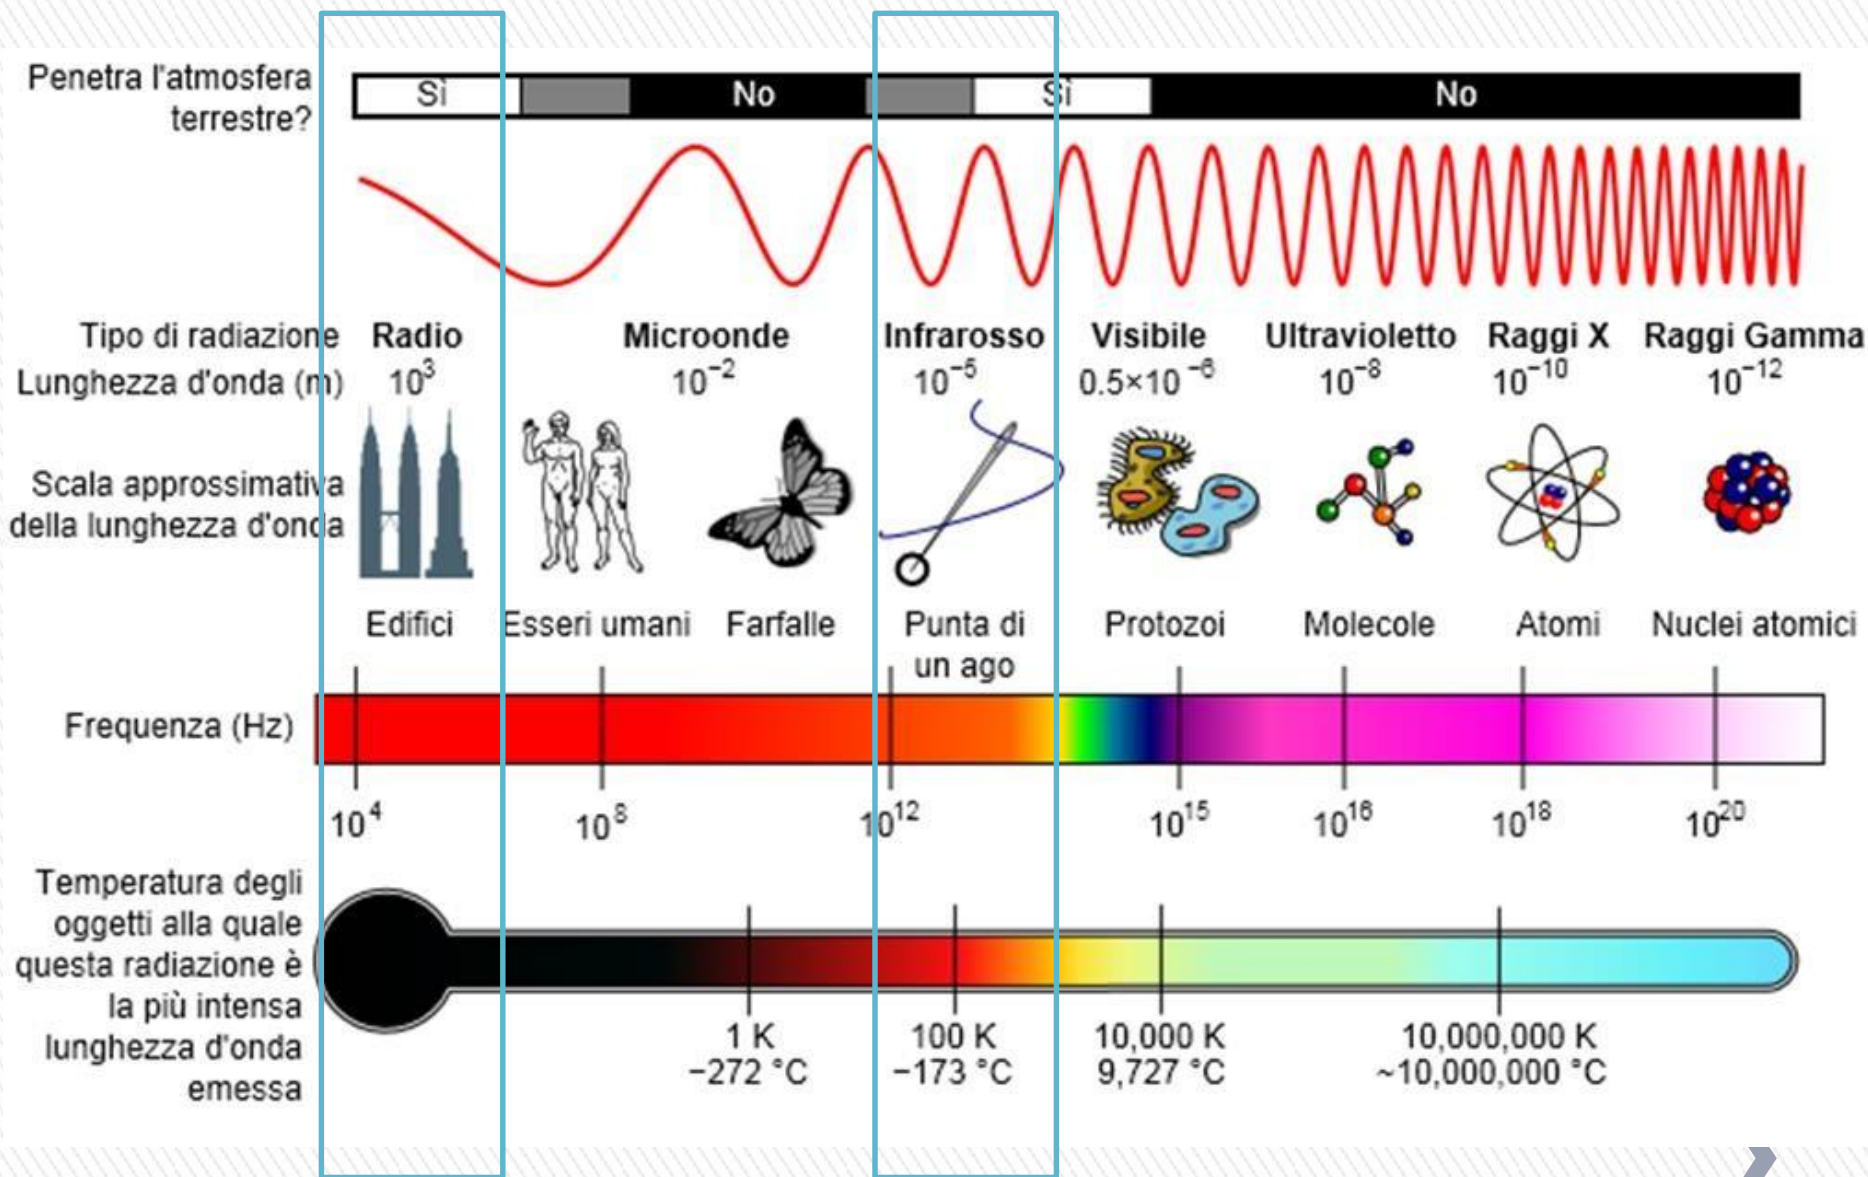 Penetra l'atmosfera
terrestre?
Sì
No
Sì
No
Tipo di radiazione
Radio
Microonde
Infrarosso
Visibile
Ultravioletto
Raggi X
Raggi Gamma
Lunghezza d'onda (m)
10³
10⁻²
10⁻⁵
0.5×10⁻⁶
10⁻⁸
10⁻¹⁰
10⁻¹²
Scala approssimativa
della lunghezza d'onda
Edifici
Esseri umani
Farfalle
Punta di
un ago
Protozoi
Molecole
Atomi
Nuclei atomici
Frequenza (Hz)
10⁴
10⁸
10¹²
10¹⁵
10¹⁶
10¹⁸
10²⁰
Temperatura degli
oggetti alla quale
questa radiazione è
la più intensa
lunghezza d'onda
emessa
1 K
−272 °C
100 K
−173 °C
10,000 K
9,727 °C
10,000,000 K
~10,000,000 °C